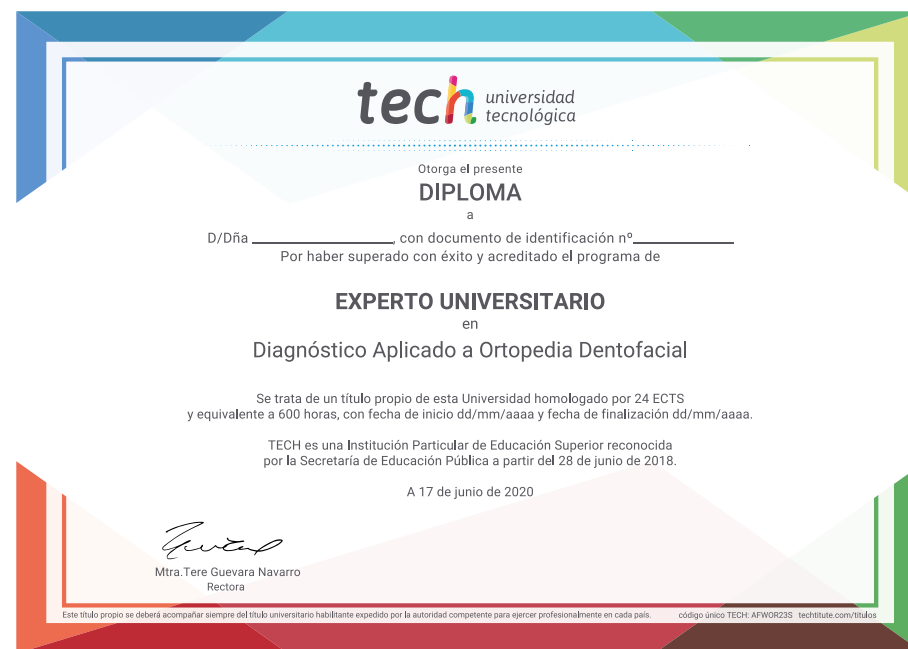 tech universidad
tecnológica
Otorga el presente
DIPLOMA
a
D/Dña ____________________, con documento de identificación nº______________
Por haber superado con éxito y acreditado el programa de
EXPERTO UNIVERSITARIO
en
Diagnóstico Aplicado a Ortopedia Dentofacial
Se trata de un título propio de esta Universidad homologado por 24 ECTS
y equivalente a 600 horas, con fecha de inicio dd/mm/aaaa y fecha de finalización dd/mm/aaaa.
TECH es una Institución Particular de Educación Superior reconocida
por la Secretaría de Educación Pública a partir del 28 de junio de 2018.
A 17 de junio de 2020
Mtra.Tere Guevara Navarro
Rectora
Este título propio se deberá acompañar siempre del título universitario habilitante expedido por la autoridad competente para ejercer profesionalmente en cada país. código único TECH: AFWOR23S techtitute.com/titulos